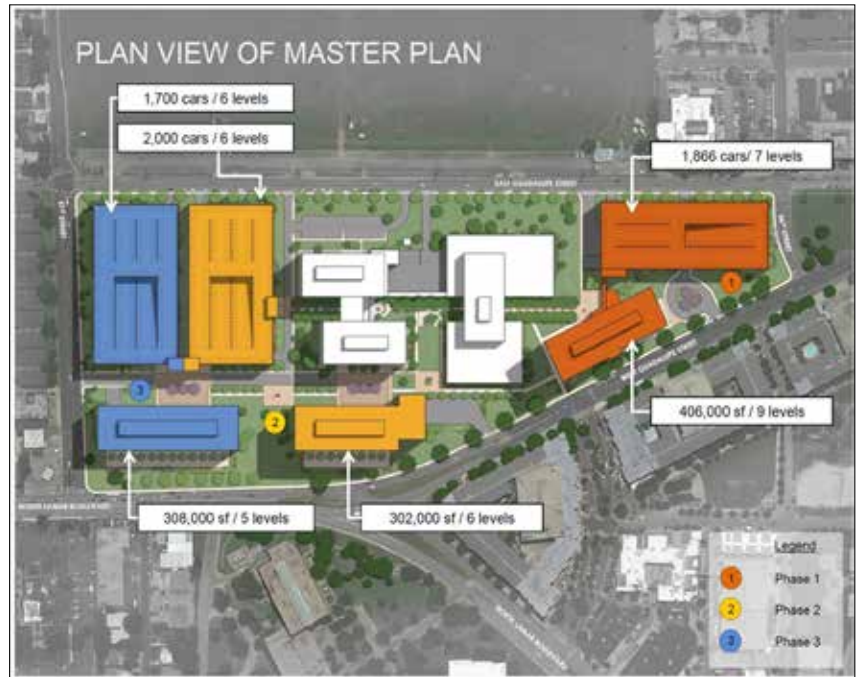 PLAN VIEW OF MASTER PLAN
1,700 cars / 6 levels
2,000 cars / 6 levels
1,866 cars/ 7 levels
1
406,000 sf / 9 levels
3
2
308,000 sf / 5 levels
302,000 sf / 6 levels
Legend
1 Phase 1
2 Phase 2
3 Phase 3